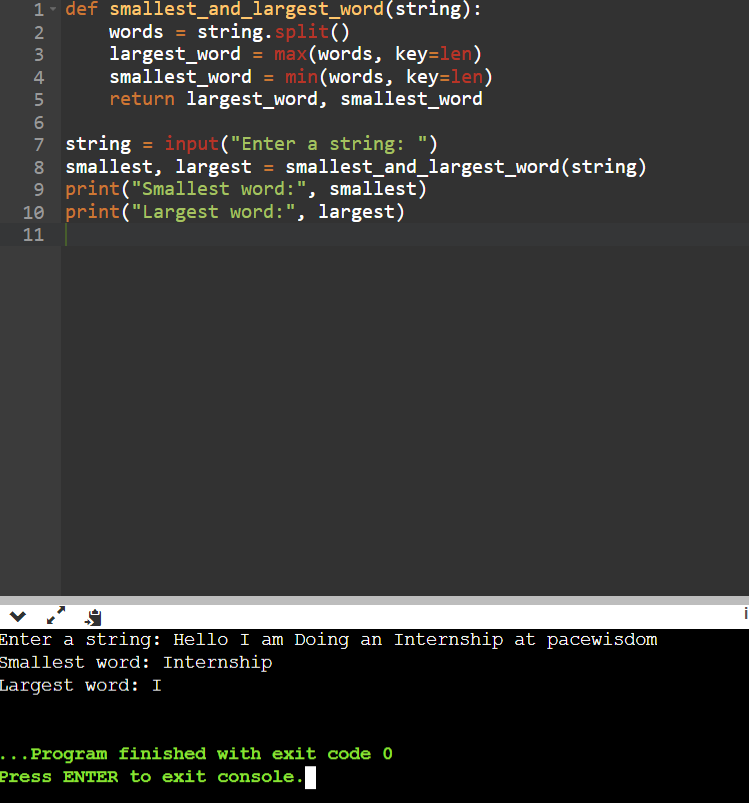 1 def smallest_and_largest_word(string):
2     words = string.split()
3     largest_word = max(words, key=len)
4     smallest_word = min(words, key=len)
5     return largest_word, smallest_word
6
7 string = input("Enter a string: ")
8 smallest, largest = smallest_and_largest_word(string)
9 print("Smallest word:", smallest)
10 print("Largest word:", largest)
11
Enter a string: Hello I am Doing an Internship at pacewisdom
Smallest word: Internship
Largest word: I
...Program finished with exit code 0
Press ENTER to exit console.